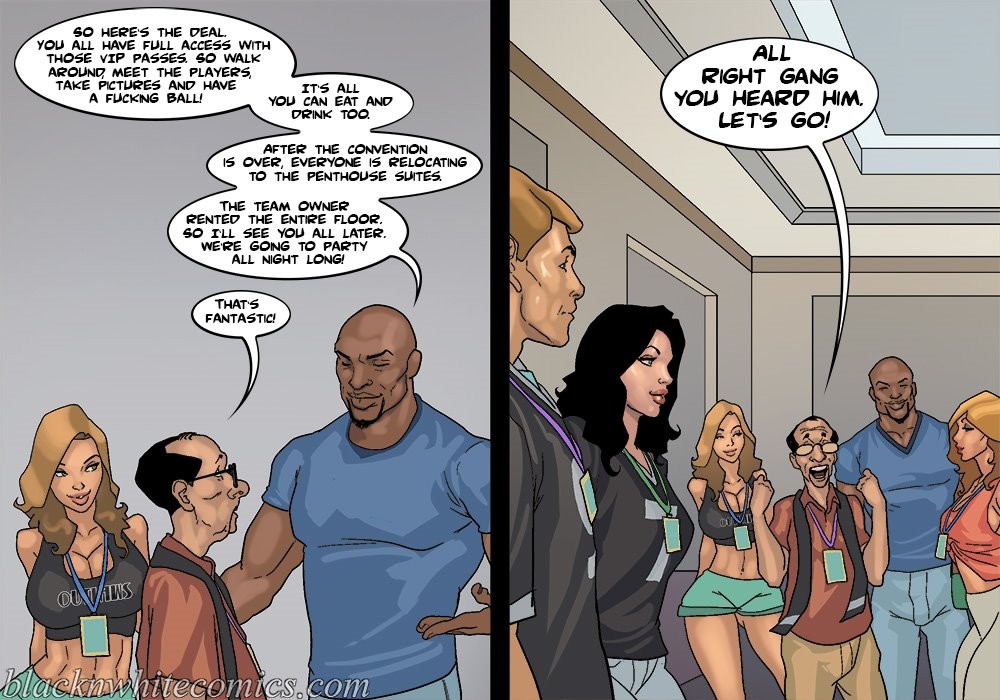 SO HERE'S THE DEAL.
YOU ALL HAVE FULL ACCESS WITH
THOSE VIP PASSES. SO WALK
AROUND, MEET THE PLAYERS,
TAKE PICTURES AND HAVE
A FUCKING BALL!
IT'S ALL
YOU CAN EAT AND
DRINK TOO.
AFTER THE CONVENTION
IS OVER, EVERYONE IS RELOCATING
TO THE PENTHOUSE SUITES.
THE TEAM OWNER
RENTED THE ENTIRE FLOOR.
SO I'LL SEE YOU ALL LATER.
WE'RE GOING TO PARTY
ALL NIGHT LONG!
THAT'S
FANTASTIC!
ALL
RIGHT GANG
YOU HEARD HIM.
LET'S GO!
blacknwhitecomics.com